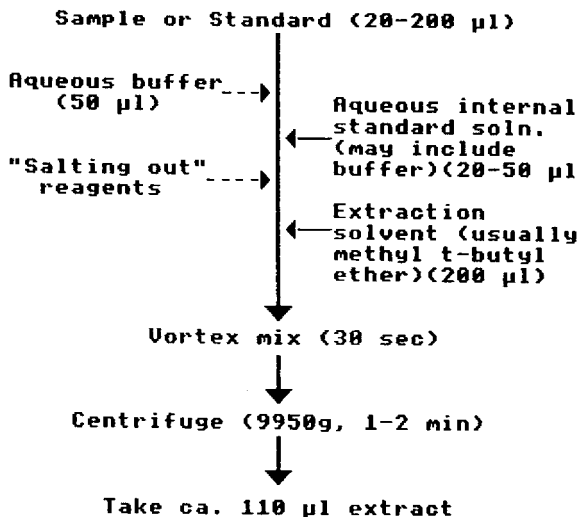 Sample or Standard (20-200 µl)
Aqueous buffer
(50 µl)
Aqueous internal
standard soln.
(may include
buffer)(20-50 µl
"Salting out"
reagents
Extraction
solvent (usually
methyl t-butyl
ether)(200 µl)
Vortex mix (30 sec)
Centrifuge (9950g, 1-2 min)
Take ca. 110 µl extract